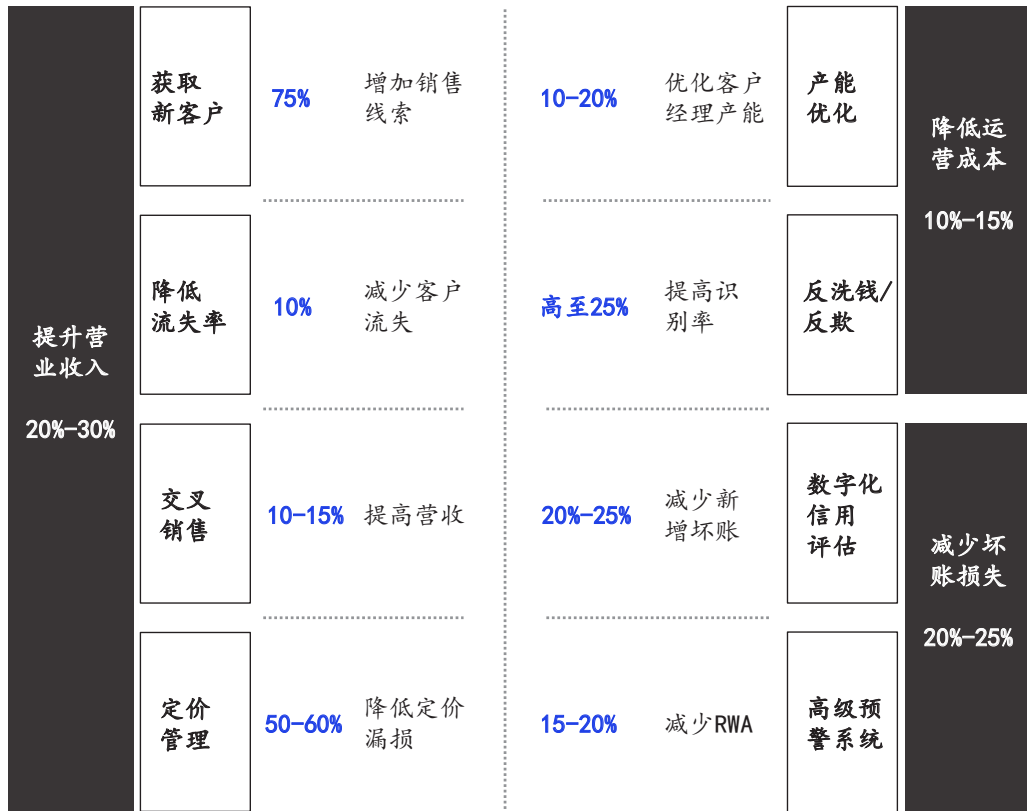 提升营
业收入
20%-30%
获取
新客户
75%
增加销售
线索
降低
流失率
10%
减少客户
流失
交叉
销售
10-15%
提高营收
定价
管理
50-60%
降低定价
漏损
10-20%
优化客户
经理产能
产能
优化
高至25%
提高识
别率
反洗钱/
反欺
降低运
营成本
10%-15%
20%-25%
减少新
增坏账
数字化
信用
评估
15-20%
减少RWA
高级预
警系统
减少坏
账损失
20%-25%